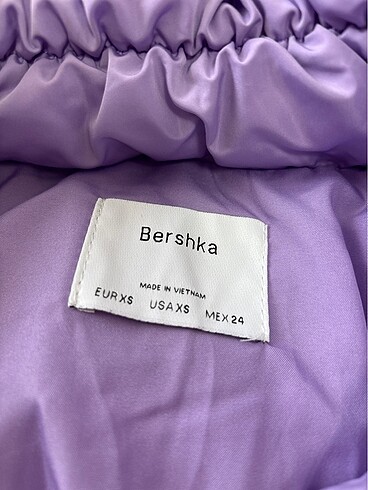 Bershka
MADE IN VIETNAM
EUR XS USA XS MEX 24